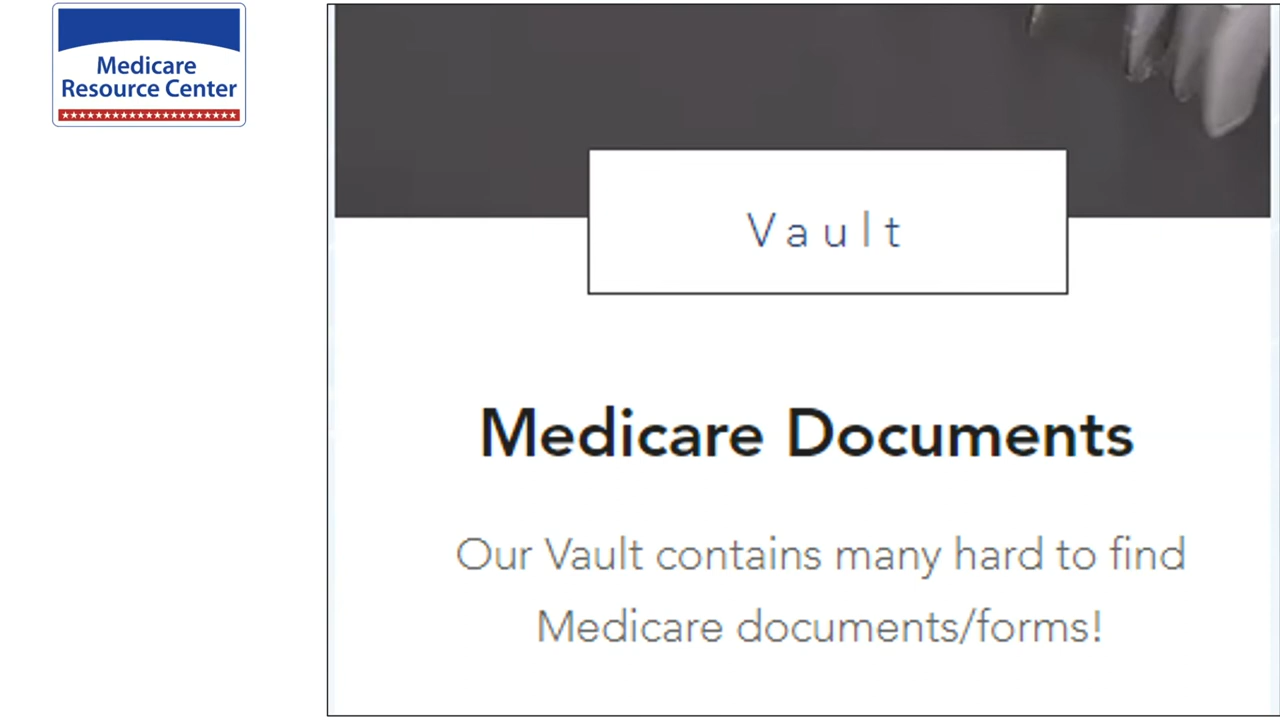 Medicare
Resource Center
Vault
Medicare Documents
Our Vault contains many hard to find
Medicare documents/forms!